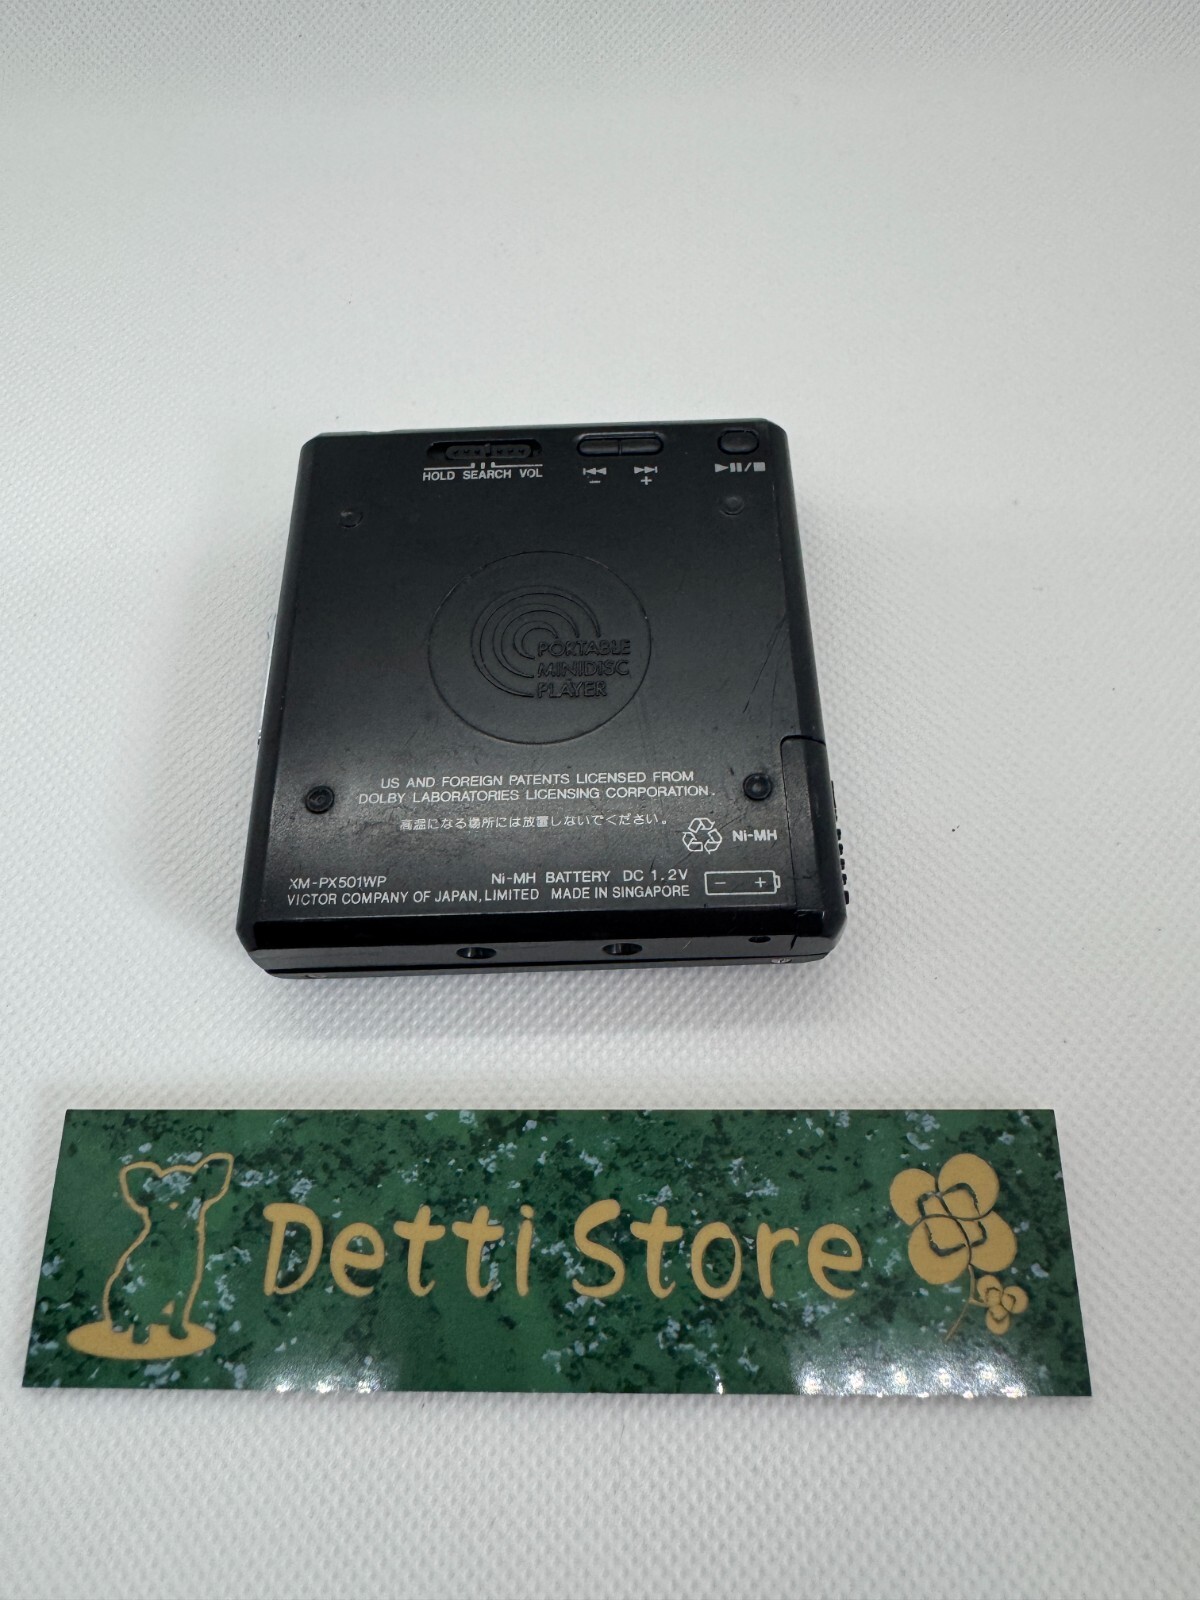 HOLD SEARCH VOL
− +
PORTABLE
MINIDISC
PLAYER
US AND FOREIGN PATENTS LICENSED FROM
DOLBY LABORATORIES LICENSING CORPORATION.
高温になる場所には放置しないでください。
Ni-MH
XM-PX501WP Ni-MH BATTERY DC 1.2V
VICTOR COMPANY OF JAPAN, LIMITED MADE IN SINGAPORE
− +
Detti Store